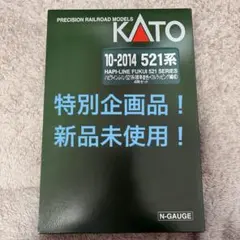 PRECISION RAILROAD MODELS
KATO
10-2014 521系
HAPI-LINE FUKUI 521 SERIES
特別企画品！
新品未使用！
N-GAUGE